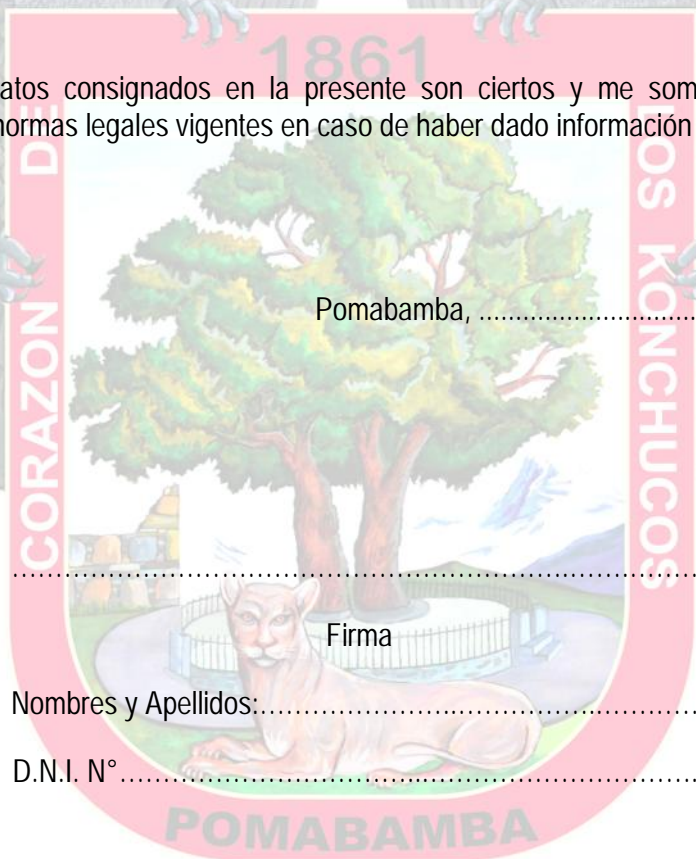 1861
atos consignados en la presente son ciertos y me som
normas legales vigentes en caso de haber dado información
CORAZON DE
LOS KONCHUCOS
Pomabamba, ..............................
……………………………………………………………………
Firma
Nombres y Apellidos:……………………………………………
D.N.I. N°……………………………………………………………
POMABAMBA